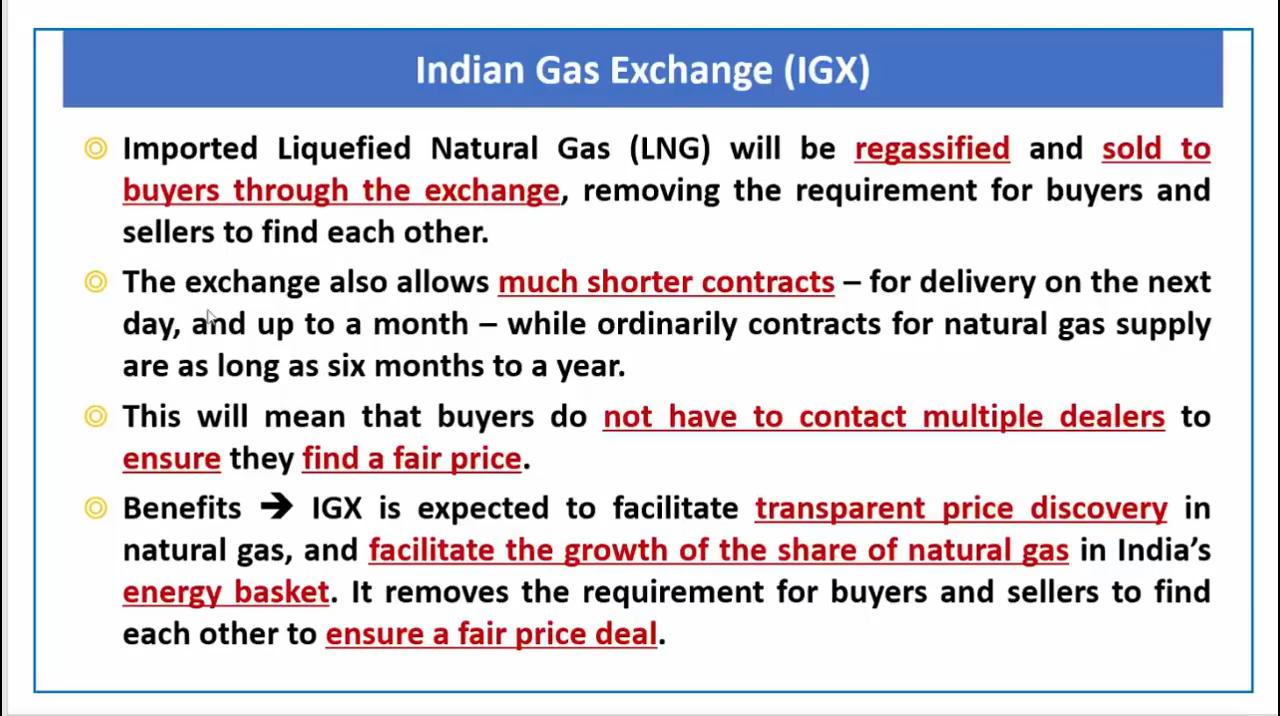 Indian Gas Exchange (IGX)
Imported Liquefied Natural Gas (LNG) will be regassified and sold to
buyers through the exchange, removing the requirement for buyers and
sellers to find each other.
The exchange also allows much shorter contracts – for delivery on the next
day, and up to a month – while ordinarily contracts for natural gas supply
are as long as six months to a year.
This will mean that buyers do not have to contact multiple dealers to
ensure they find a fair price.
Benefits → IGX is expected to facilitate transparent price discovery in
natural gas, and facilitate the growth of the share of natural gas in India’s
energy basket. It removes the requirement for buyers and sellers to find
each other to ensure a fair price deal.